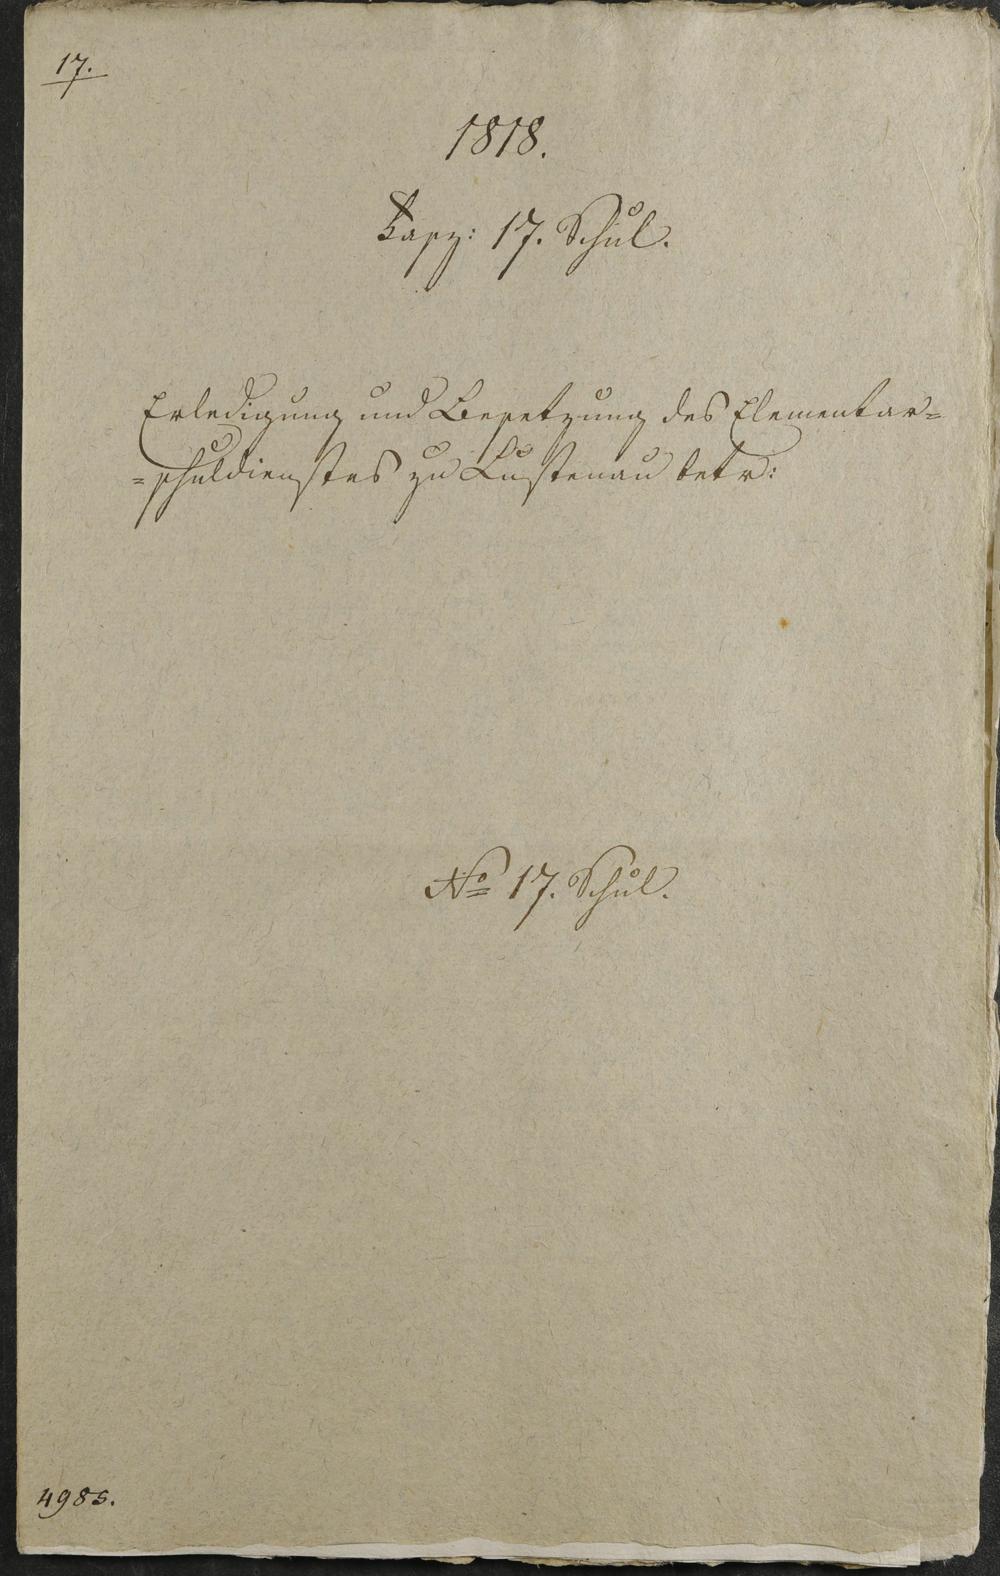 17.
1818.
Fasz: 17. Schul.
Erledigung und Besetzung des Elementar=
=schuldienstes zu Lustenau betr:
No 17. Schul.
4985.